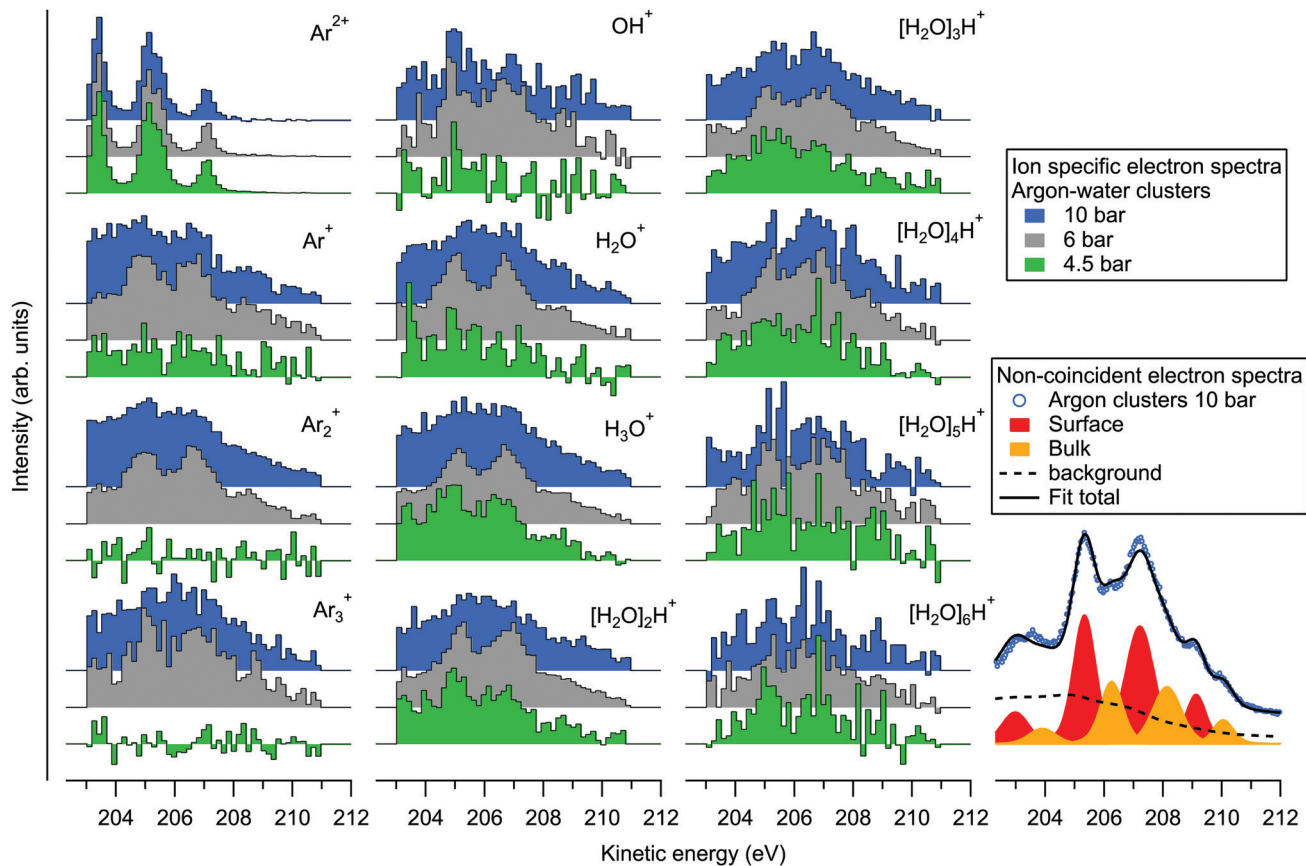 Intensity (arb. units)
Ar2+
Ar+
Ar2+
Ar3+
OH+
H2O+
H3O+
[H2O]2H+
[H2O]3H+
[H2O]4H+
[H2O]5H+
[H2O]6H+
Ion specific electron spectra
Argon-water clusters
10 bar
6 bar
4.5 bar
Non-coincident electron spectra
Argon clusters 10 bar
Surface
Bulk
background
Fit total
204 206 208 210 212
204 206 208 210 212
204 206 208 210 212
204 206 208 210 212
Kinetic energy (eV)